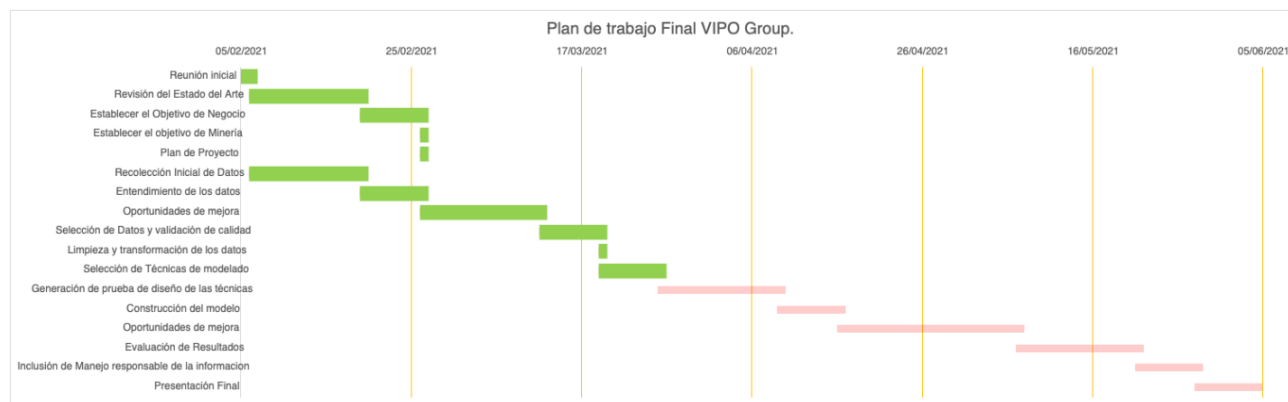 Plan de trabajo Final VIPO Group.
05/02/2021 25/02/2021 17/03/2021 6/04/2021 26/04/2021 16/05/2021 05/06/2021
Reunión inicial
Revisión del Estado del Arte
Establecer el Objetivo de Negocio
Establecer el objetivo de Minería
Plan de Proyecto
Recolección Inicial de Datos
Entendimiento de los datos
Oportunidades de mejora
Selección de Datos y validación de calidad
Limpieza y transformación de los datos
Selección de Técnicas de modelado
Generación de prueba de diseño de las técnicas
Construcción del modelo
Oportunidades de mejora
Evaluación de Resultados
Inclusión de Manejo responsable de la informacion
Presentación Final